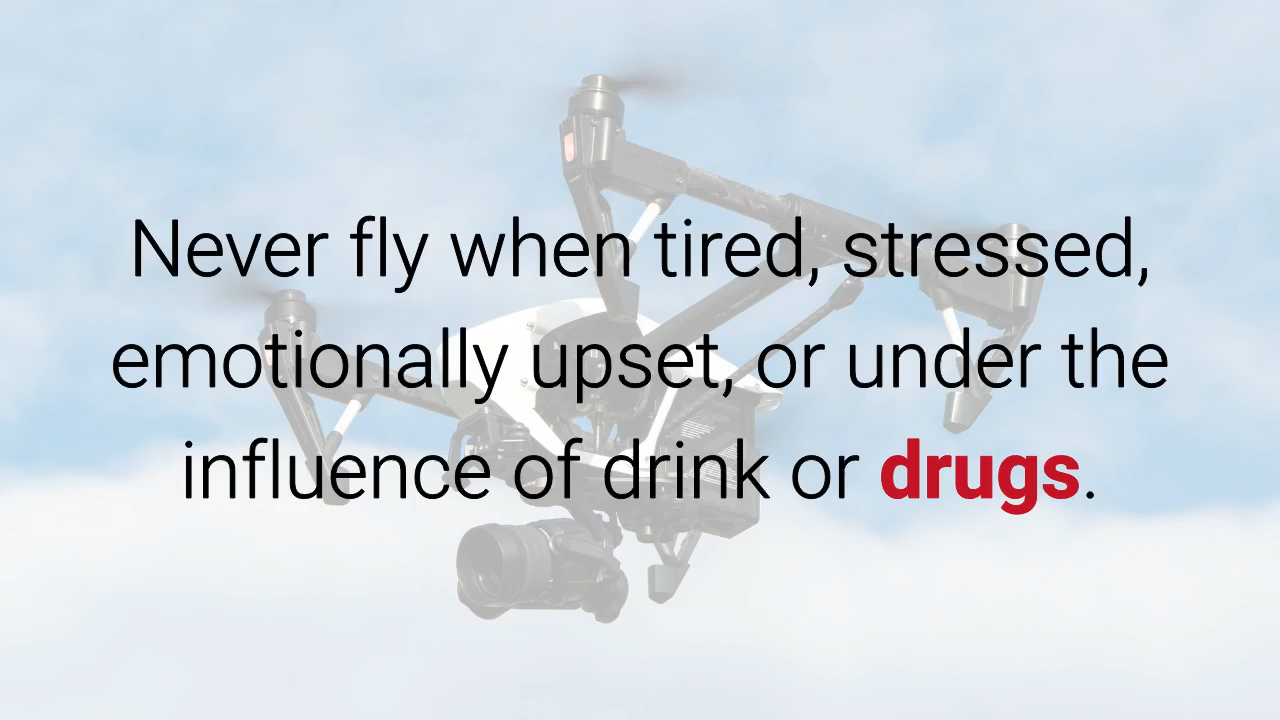 Never fly when tired, stressed,
emotionally upset, or under the
influence of drink or drugs.